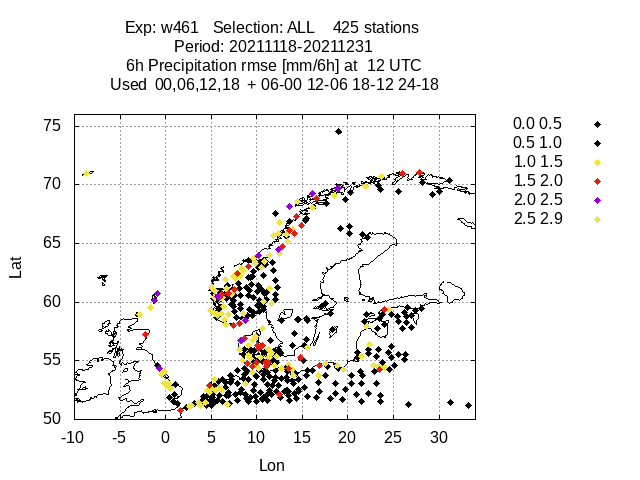 Exp: w461 Selection: ALL 425 stations
Period: 20211118-20211231
6h Precipitation rmse [mm/6h] at 12 UTC
Used 00,06,12,18 + 06-00 12-06 18-12 24-18
0.0 0.5
0.5 1.0
1.0 1.5
1.5 2.0
2.0 2.5
2.5 2.9
75
70
65
60
55
50
Lat
-10 -5 0 5 10 15 20 25 30
Lon